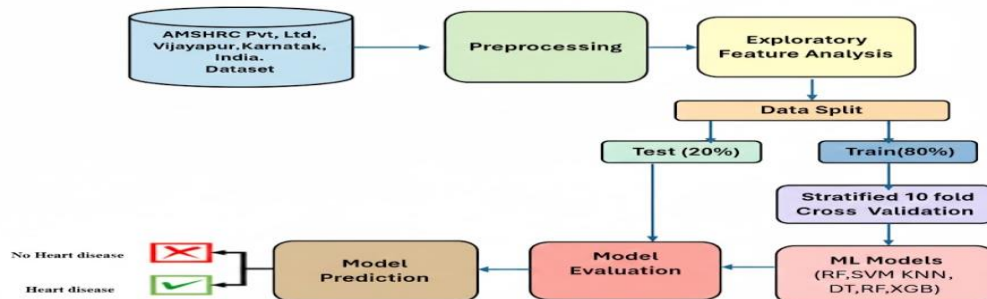 AMSHRC Pvt, Ltd,
Vijayapur,Karnatak,
India.
Dataset
Preprocessing
Exploratory
Feature Analysis
Data Split
Test (20%)
Train(80%)
Stratified 10 fold
Cross Validation
ML Models
(RF,SVM KNN,
DT,RF,XGB)
Model
Evaluation
Model
Prediction
No Heart disease
Heart disease